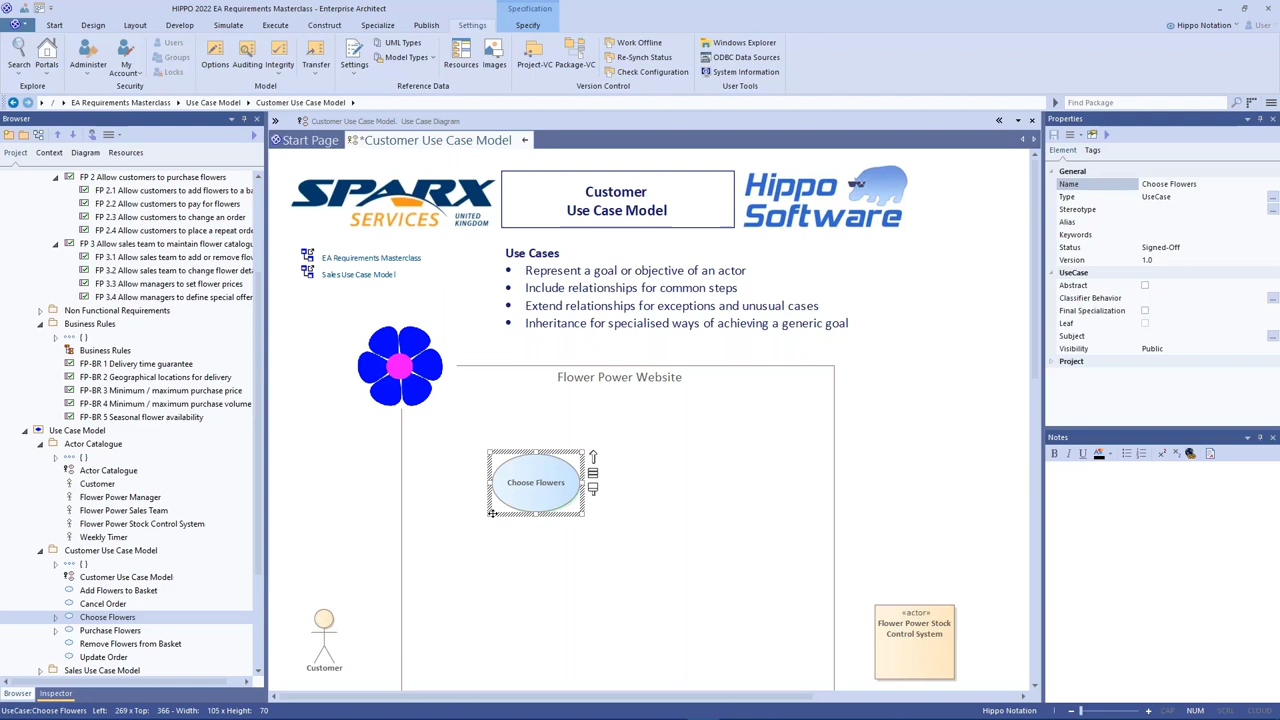 HIPPO 2022 EA Requirements Masterclass - Enterprise Architect
Specification
Start Design Layout Develop Simulate Execute Construct Specialize Publish Settings Specify
Hippo Notation User
Search Portals Administer My Account Users Groups Locks Options Auditing Integrity Transfer Settings UML Types Model Types Resources Images Project-VC Package-VC Work Offline Re-Synch Status Check Configuration Windows Explorer ODBC Data Sources System Information
Explore Security Model Reference Data Version Control User Tools
/ EA Requirements Masterclass Use Case Model Customer Use Case Model
Find Package
Browser
Project Context Diagram Resources
FP 2 Allow customers to purchase flowers
FP 2.1 Allow customers to add flowers to a ba
FP 2.2 Allow customers to pay for flowers
FP 2.3 Allow customers to change an order
FP 2.4 Allow customers to place a repeat ord
FP 3 Allow sales team to maintain flower catalogu
FP 3.1 Allow sales team to add or remove flo
FP 3.2 Allow sales team to change flower deta
FP 3.3 Allow managers to set flower prices
FP 3.4 Allow managers to define special offer
Non Functional Requirements
Business Rules
{ }
Business Rules
FP-BR 1 Delivery time guarantee
FP-BR 2 Geographical locations for delivery
FP-BR 3 Minimum / maximum purchase price
FP-BR 4 Minimum / maximum purchase volume
FP-BR 5 Seasonal flower availability
Use Case Model
Actor Catalogue
{ }
Actor Catalogue
Customer
Flower Power Manager
Flower Power Sales Team
Flower Power Stock Control System
Weekly Timer
Customer Use Case Model
{ }
Customer Use Case Model
Add Flowers to Basket
Cancel Order
Choose Flowers
Purchase Flowers
Remove Flowers from Basket
Update Order
Sales Use Case Model
Browser Inspector
Customer Use Case Model. Use Case Diagram
Start Page *Customer Use Case Model
SPARX
SERVICES UNITED KINGDOM
Customer
Use Case Model
Hippo
Software
EA Requirements Masterclass
Sales Use Case Model
Use Cases
• Represent a goal or objective of an actor
• Include relationships for common steps
• Extend relationships for exceptions and unusual cases
• Inheritance for specialised ways of achieving a generic goal
Flower Power Website
Choose Flowers
Customer
«actor»
Flower Power Stock
Control System
Properties
Element Tags
General
Name Choose Flowers
Type UseCase
Stereotype
Alias
Keywords
Status Signed-Off
Version 1.0
UseCase
Abstract
Classifier Behavior
Final Specialization
Leaf
Subject
Visibility Public
Project
Notes
B I U A
UseCase:Choose Flowers Left: 269 x Top: 366 - Width: 105 x Height: 70
Hippo Notation CAP NUM SCRL CLOUD